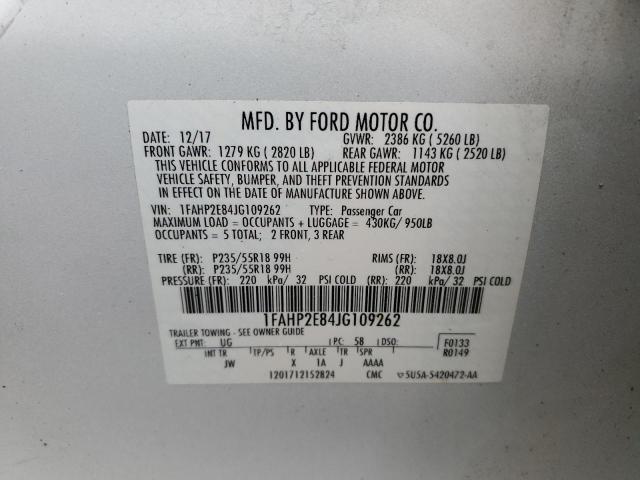 MFD. BY FORD MOTOR CO.
DATE: 12/17 GVWR: 2386 KG ( 5260 LB)
FRONT GAWR: 1279 KG ( 2820 LB) REAR GAWR: 1143 KG ( 2520 LB)
THIS VEHICLE CONFORMS TO ALL APPLICABLE FEDERAL MOTOR
VEHICLE SAFETY, BUMPER, AND THEFT PREVENTION STANDARDS
IN EFFECT ON THE DATE OF MANUFACTURE SHOWN ABOVE.
VIN: 1FAHP2E84JG109262 TYPE: Passenger Car
MAXIMUM LOAD = OCCUPANTS + LUGGAGE = 430KG/ 950LB
OCCUPANTS = 5 TOTAL; 2 FRONT, 3 REAR
TIRE (FR): P235/55R18 99H RIMS (FR): 18X8.0J
(RR): P235/55R18 99H (RR): 18X8.0J
PRESSURE (FR): 220 kPa/ 32 PSI COLD (RR): 220 kPa/ 32 PSI COLD
1FAHP2E84JG109262
TRAILER TOWING - SEE OWNER GUIDE
EXT PNT: UG PC: 58 DSO: F0133
INT TR TP/PS R AXLE TR SPR R0149
JW X 1A J AAAA
1201712152824 CMC 5U5A-5420472-AA